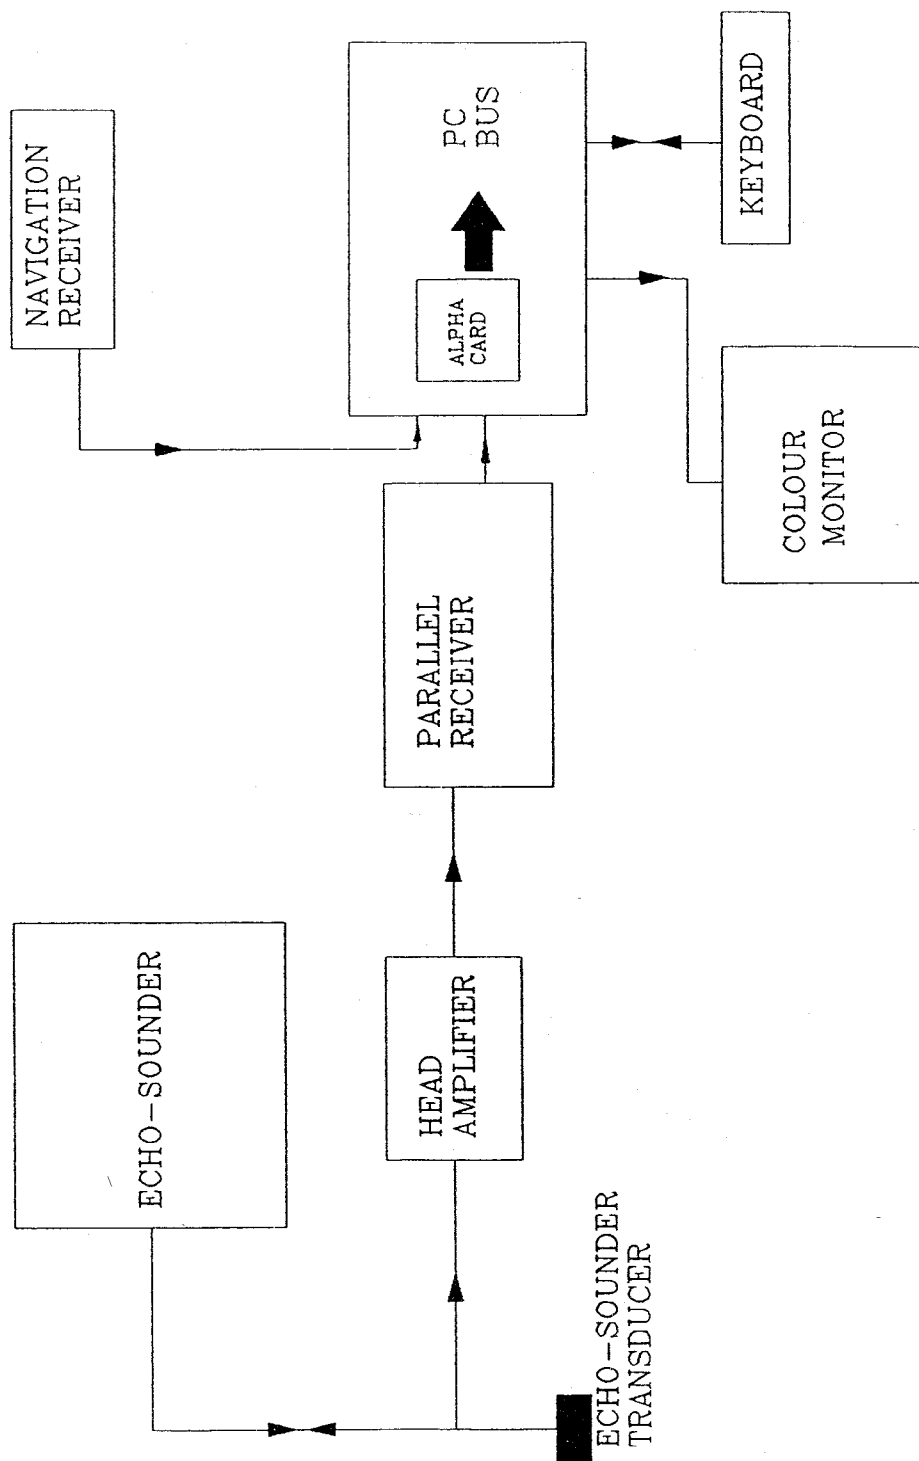 ECHO-SOUNDER
NAVIGATION
RECEIVER
HEAD
AMPLIFIER
PARALLEL
RECEIVER
ALPHA
CARD
PC
BUS
ECHO-SOUNDER
TRANSDUCER
COLOUR
MONITOR
KEYBOARD